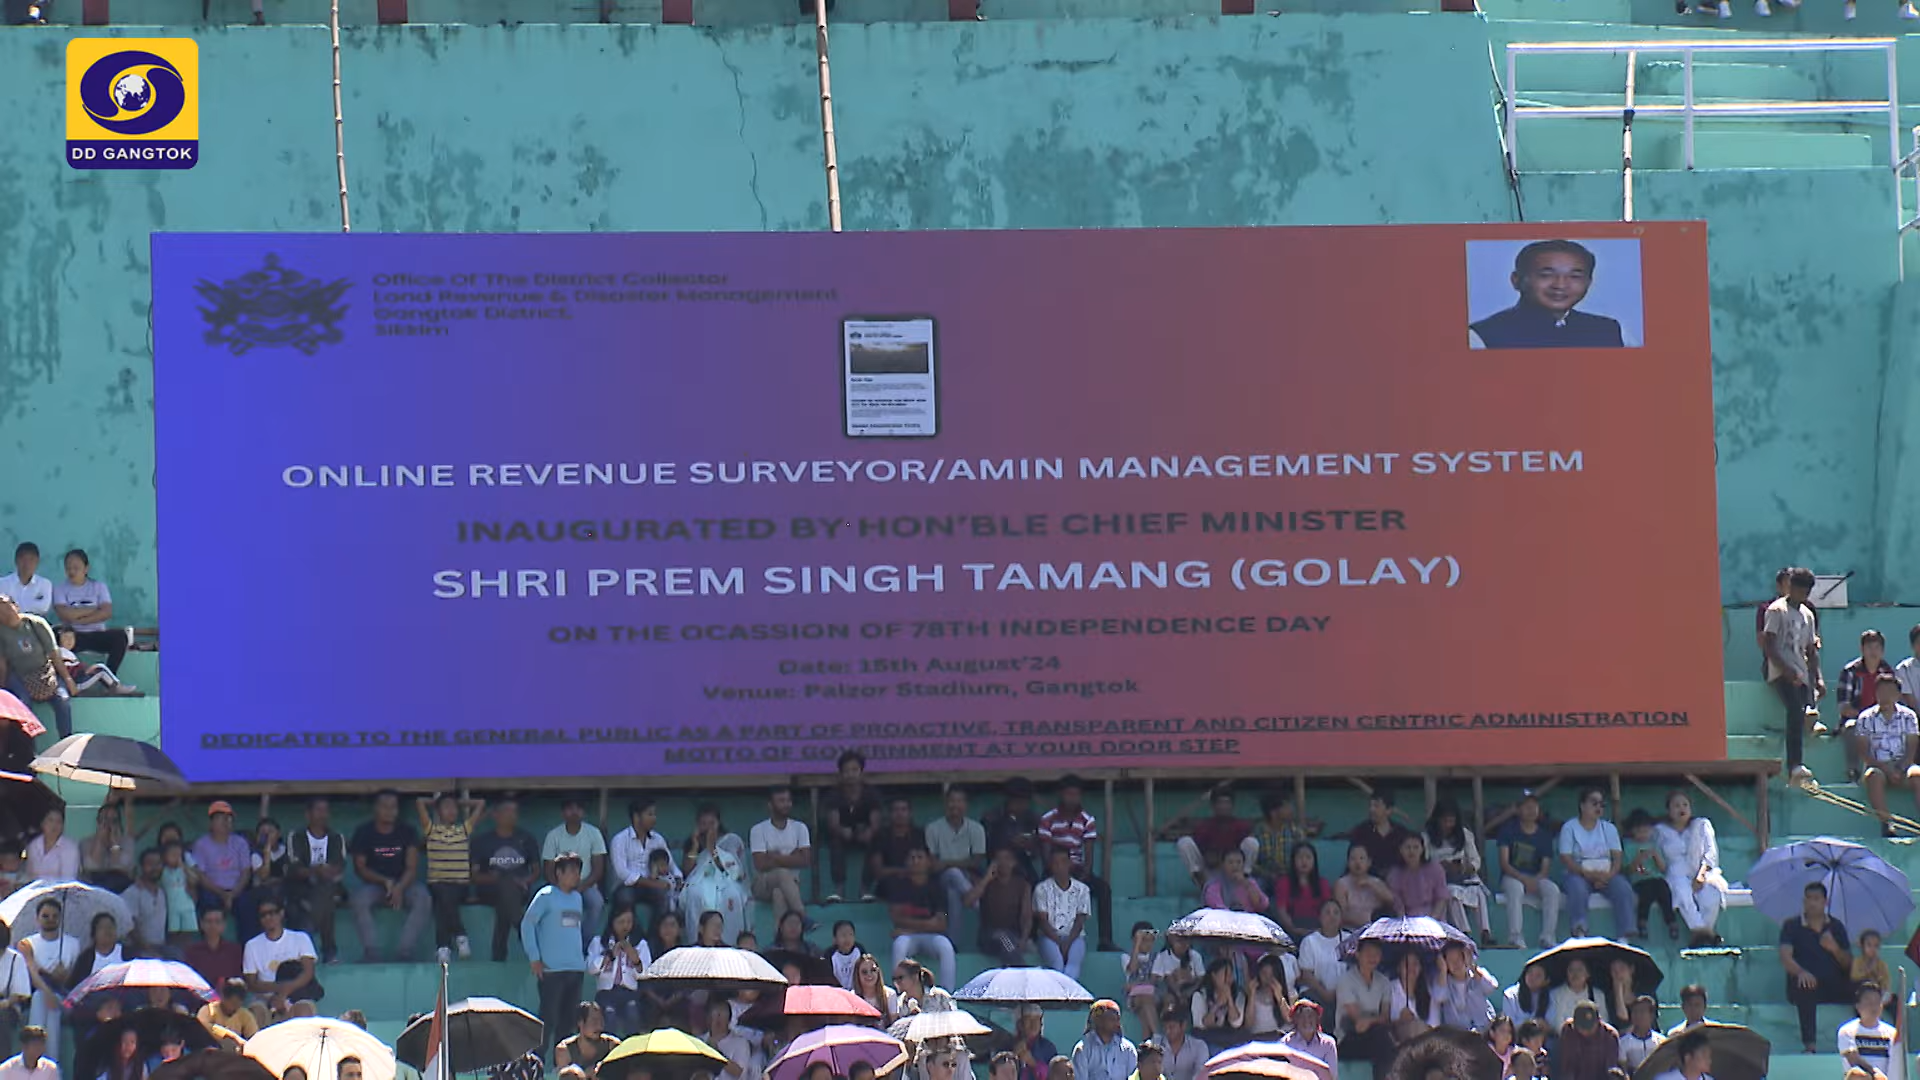 DD GANGTOK
Office Of The District Collector
Land Revenue & Disaster Management
Gangtok District,
Sikkim
ONLINE REVENUE SURVEYOR/AMIN MANAGEMENT SYSTEM
INAUGURATED BY HON'BLE CHIEF MINISTER
SHRI PREM SINGH TAMANG (GOLAY)
ON THE OCASSION OF 78TH INDEPENDENCE DAY
Date: 15th August'24
Venue: Palzor Stadium, Gangtok
DEDICATED TO THE GENERAL PUBLIC AS A PART OF PROACTIVE, TRANSPARENT AND CITIZEN CENTRIC ADMINISTRATION
MOTTO OF GOVERNMENT AT YOUR DOOR STEP